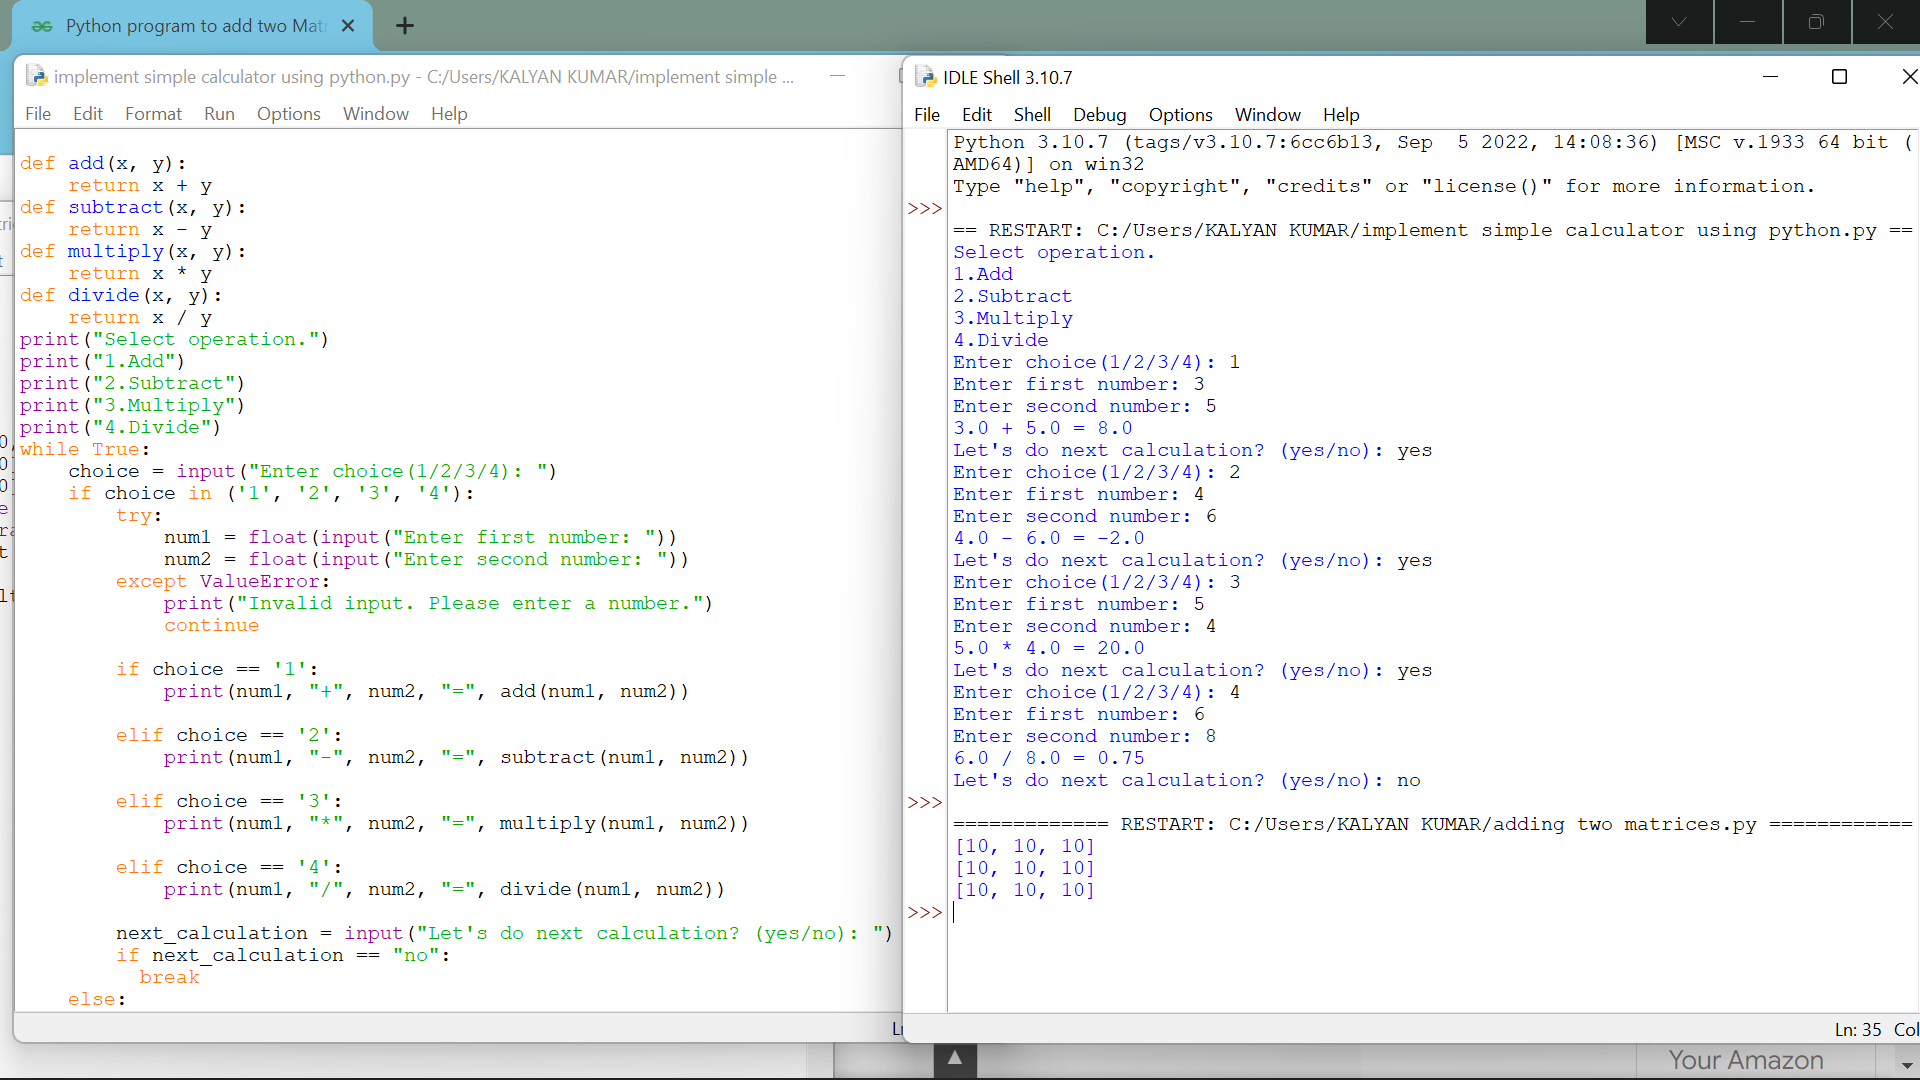 Python program to add two Mat
implement simple calculator using python.py - C:/Users/KALYAN KUMAR/implement simple ...
File Edit Format Run Options Window Help
def add(x, y):
    return x + y
def subtract(x, y):
    return x - y
def multiply(x, y):
    return x * y
def divide(x, y):
    return x / y
print("Select operation.")
print("1.Add")
print("2.Subtract")
print("3.Multiply")
print("4.Divide")
while True:
    choice = input("Enter choice(1/2/3/4): ")
    if choice in ('1', '2', '3', '4'):
        try:
            num1 = float(input("Enter first number: "))
            num2 = float(input("Enter second number: "))
        except ValueError:
            print("Invalid input. Please enter a number.")
            continue
        if choice == '1':
            print(num1, "+", num2, "=", add(num1, num2))
        elif choice == '2':
            print(num1, "-", num2, "=", subtract(num1, num2))
        elif choice == '3':
            print(num1, "*", num2, "=", multiply(num1, num2))
        elif choice == '4':
            print(num1, "/", num2, "=", divide(num1, num2))
        next_calculation = input("Let's do next calculation? (yes/no): ")
        if next_calculation == "no":
          break
    else:
IDLE Shell 3.10.7
File Edit Shell Debug Options Window Help
Python 3.10.7 (tags/v3.10.7:6cc6b13, Sep  5 2022, 14:08:36) [MSC v.1933 64 bit (
AMD64)] on win32
Type "help", "copyright", "credits" or "license()" for more information.
>>>
== RESTART: C:/Users/KALYAN KUMAR/implement simple calculator using python.py ==
Select operation.
1.Add
2.Subtract
3.Multiply
4.Divide
Enter choice(1/2/3/4): 1
Enter first number: 3
Enter second number: 5
3.0 + 5.0 = 8.0
Let's do next calculation? (yes/no): yes
Enter choice(1/2/3/4): 2
Enter first number: 4
Enter second number: 6
4.0 - 6.0 = -2.0
Let's do next calculation? (yes/no): yes
Enter choice(1/2/3/4): 3
Enter first number: 5
Enter second number: 4
5.0 * 4.0 = 20.0
Let's do next calculation? (yes/no): yes
Enter choice(1/2/3/4): 4
Enter first number: 6
Enter second number: 8
6.0 / 8.0 = 0.75
Let's do next calculation? (yes/no): no
>>>
============= RESTART: C:/Users/KALYAN KUMAR/adding two matrices.py ============
[10, 10, 10]
[10, 10, 10]
[10, 10, 10]
>>>
Ln: 35 Col
Your Amazon